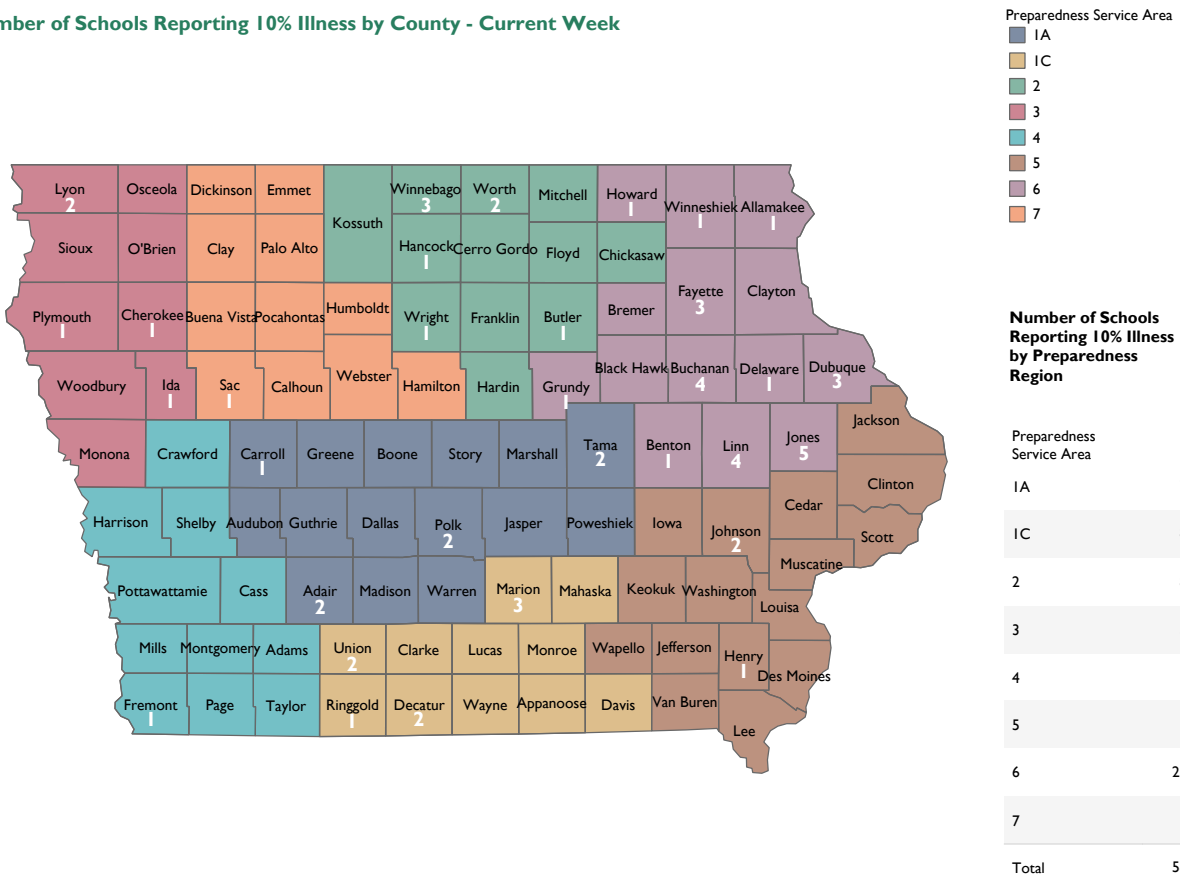 mber of Schools Reporting 10% Illness by County - Current Week
Preparedness Service Area
1A
1C
2
3
4
5
6
7
Lyon
2
Osceola
Dickinson
Emmet
Kossuth
Winnebago
3
Worth
2
Mitchell
Howard
1
Winneshiek
1
Allamakee
1
Sioux
O'Brien
Clay
Palo Alto
Hancock
1
Cerro Gordo
Floyd
Chickasaw
Plymouth
1
Cherokee
1
Buena Vista
Pocahontas
Humboldt
Wright
1
Franklin
Butler
1
Bremer
Fayette
3
Clayton
Woodbury
Ida
1
Sac
1
Calhoun
Webster
Hamilton
Hardin
Grundy
1
Black Hawk
Buchanan
4
Delaware
1
Dubuque
3
Monona
Crawford
Carroll
1
Greene
Boone
Story
Marshall
Tama
2
Benton
1
Linn
4
Jones
5
Jackson
Clinton
Harrison
Shelby
Audubon
Guthrie
Dallas
Polk
2
Jasper
Poweshiek
Iowa
Johnson
2
Cedar
Scott
Muscatine
Pottawattamie
Cass
Adair
2
Madison
Warren
Marion
3
Mahaska
Keokuk
Washington
Louisa
Mills
Montgomery
Adams
Union
2
Clarke
Lucas
Monroe
Wapello
Jefferson
Henry
1
Des Moines
Fremont
1
Page
Taylor
Ringgold
1
Decatur
2
Wayne
Appanoose
Davis
Van Buren
Lee
Number of Schools
Reporting 10% Illness
by Preparedness
Region
Preparedness
Service Area
1A
1C
2
3
4
5
6 2
7
Total 5